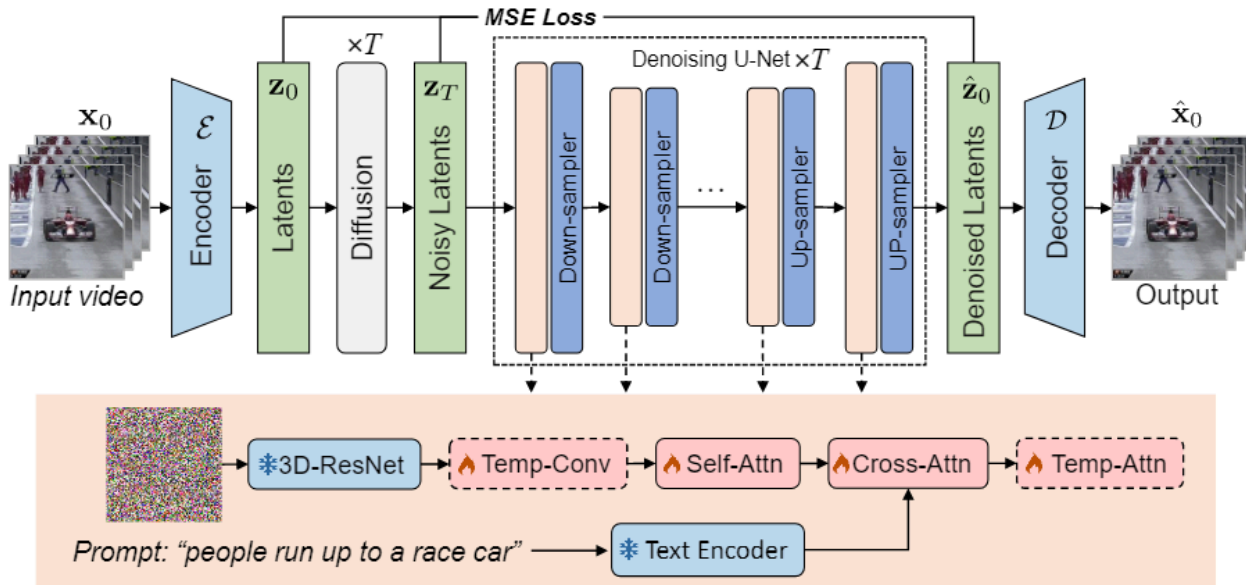 MSE Loss
×T
Denoising U-Net ×T
x₀
Input video
ℰ
Encoder
z₀
Latents
Diffusion
z_T
Noisy Latents
Down-sampler
Down-sampler
...
Up-sampler
UP-sampler
ẑ₀
Denoised Latents
𝒟
Decoder
x̂₀
Output
3D-ResNet
Temp-Conv
Self-Attn
Cross-Attn
Temp-Attn
Prompt: “people run up to a race car”
Text Encoder